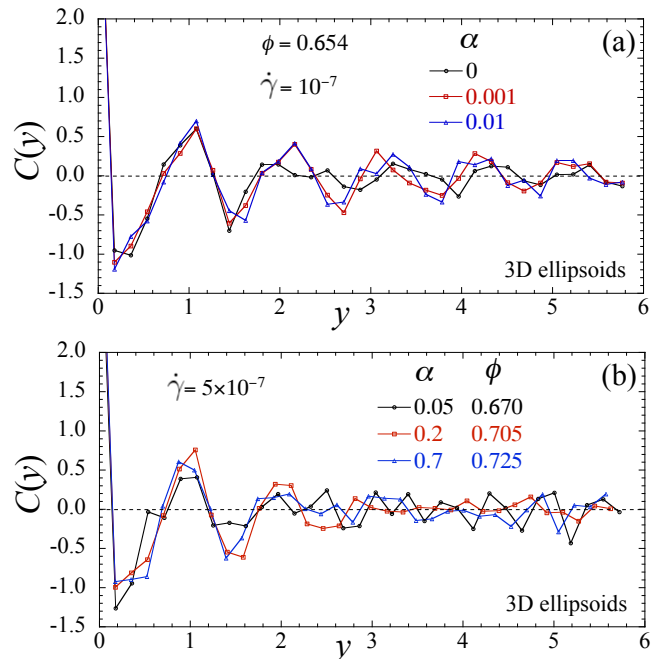 2.0
(a)
ϕ = 0.654
α
1.5
γ̇ = 10⁻⁷
0
1.0
0.001
0.01
0.5
C(y)
0.0
-0.5
-1.0
3D ellipsoids
-1.5
0 1 2 3 4 5 6
y
2.0
(b)
α ϕ
γ̇ = 5×10⁻⁷
1.5
0.05 0.670
0.2 0.705
1.0
0.7 0.725
0.5
C(y)
0.0
-0.5
-1.0
3D ellipsoids
-1.5
0 1 2 3 4 5 6
y